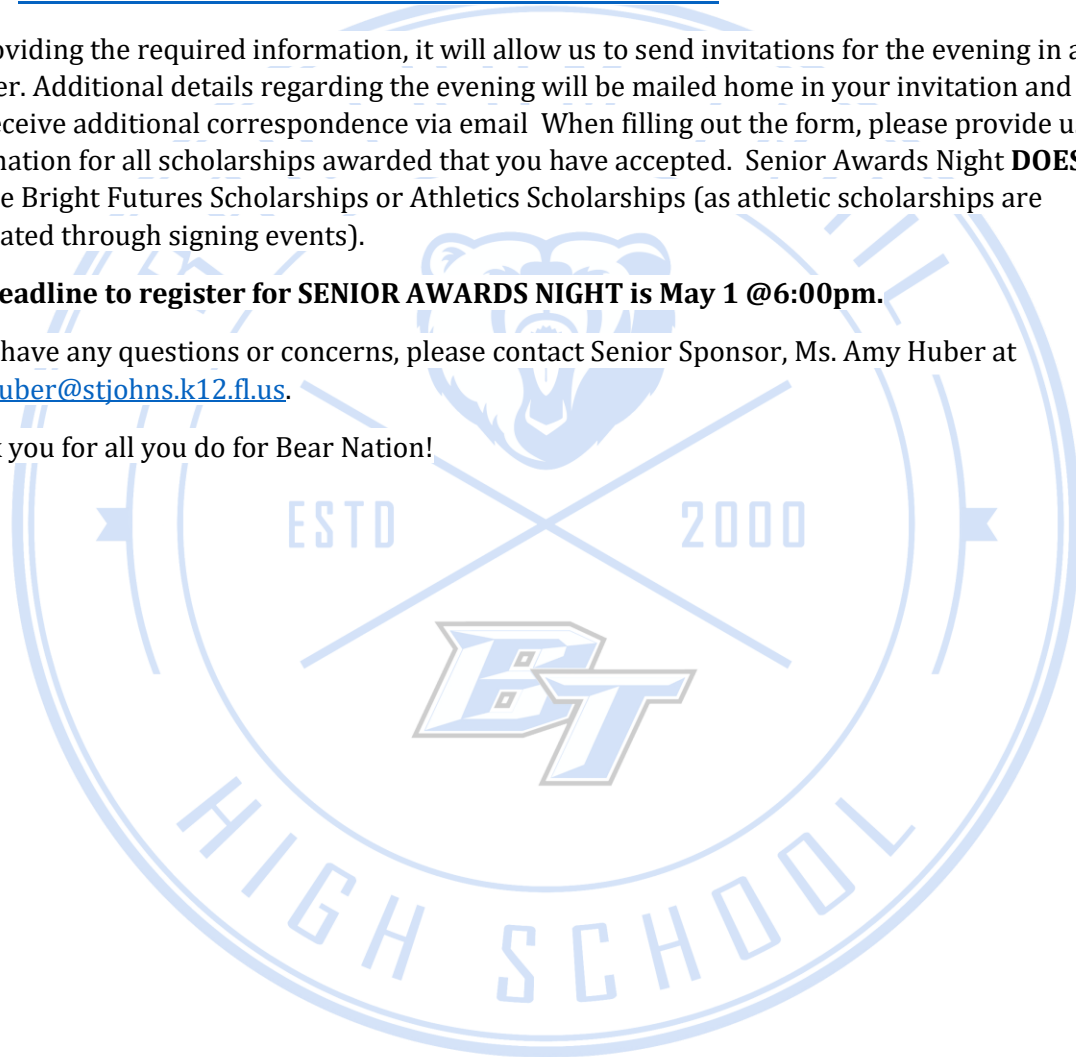 oviding the required information, it will allow us to send invitations for the evening in a
er. Additional details regarding the evening will be mailed home in your invitation and
eceive additional correspondence via email  When filling out the form, please provide u
nation for all scholarships awarded that you have accepted.  Senior Awards Night DOES
e Bright Futures Scholarships or Athletics Scholarships (as athletic scholarships are
ated through signing events).
eadline to register for SENIOR AWARDS NIGHT is May 1 @6:00pm.
have any questions or concerns, please contact Senior Sponsor, Ms. Amy Huber at
uber@stjohns.k12.fl.us.
you for all you do for Bear Nation!
ESTD 2000
BT
HIGH SCHOOL